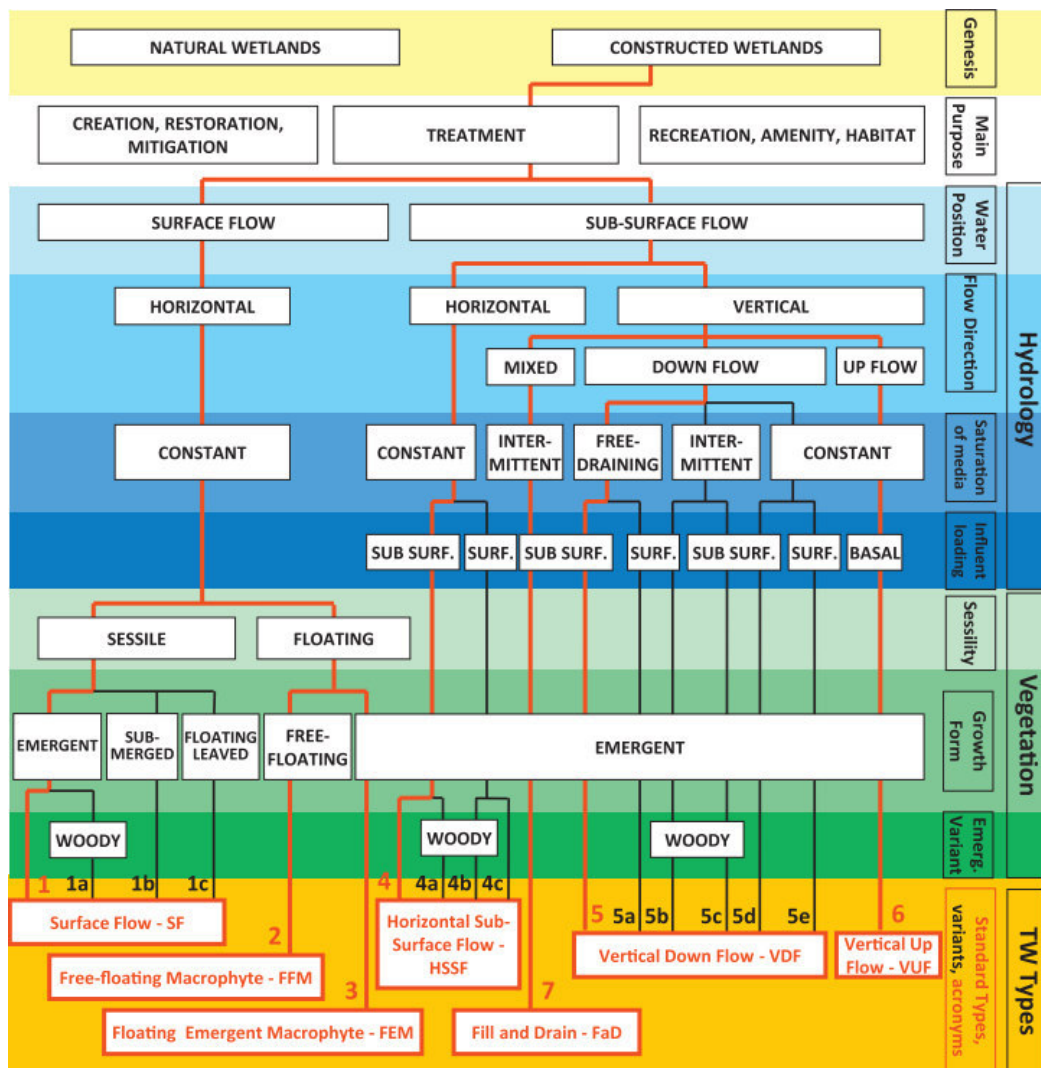 NATURAL WETLANDS
CONSTRUCTED WETLANDS
Genesis
CREATION, RESTORATION,
MITIGATION
TREATMENT
RECREATION, AMENITY, HABITAT
Main
Purpose
SURFACE FLOW
SUB-SURFACE FLOW
Water
Position
HORIZONTAL
HORIZONTAL
VERTICAL
MIXED
DOWN FLOW
UP FLOW
Flow Direction
Hydrology
CONSTANT
CONSTANT
INTER-
MITTENT
FREE-
DRAINING
INTER-
MITTENT
CONSTANT
Saturation
of media
SUB SURF.
SURF.
SUB SURF.
SURF.
SUB SURF.
SURF.
BASAL
Influent
loading
SESSILE
FLOATING
Sessility
EMERGENT
SUB-
MERGED
FLOATING
LEAVED
FREE-
FLOATING
EMERGENT
Growth
Form
Vegetation
WOODY
WOODY
WOODY
Emerg.
Variant
1
1a
1b
1c
4
4a
4b
4c
5
5a
5b
5c
5d
5e
6
Surface Flow - SF
2
Horizontal Sub-
Surface Flow -
HSSF
Vertical Down Flow - VDF
Vertical Up
Flow - VUF
Free-floating Macrophyte - FFM
3
7
Floating Emergent Macrophyte - FEM
Fill and Drain - FaD
Standard Types,
variants, acronyms
TW Types